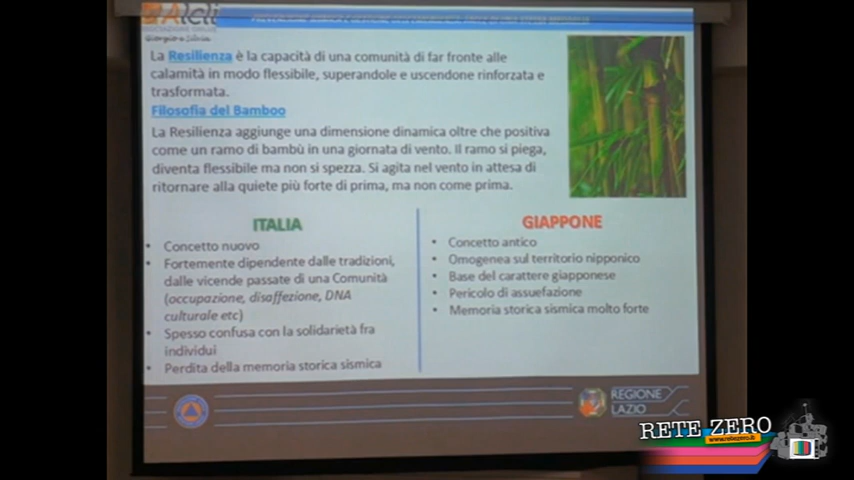 La Resilienza è la capacità di una comunità di far fronte alle
calamità in modo flessibile, superandole e uscendone rinforzata e
trasformata.
Filosofia del Bamboo
La Resilienza aggiunge una dimensione dinamica oltre che positiva
come un ramo di bambù in una giornata di vento. Il ramo si piega,
diventa flessibile ma non si spezza. Si agita nel vento in attesa di
ritornare alla quiete più forte di prima, ma non come prima.
ITALIA
• Concetto nuovo
• Fortemente dipendente dalle tradizioni,
dalle vicende passate di una Comunità
(occupazione, disaffezione, DNA
culturale etc)
• Spesso confusa con la solidarietà fra
individui
• Perdita della memoria storica sismica
GIAPPONE
• Concetto antico
• Omogenea sul territorio nipponico
• Base del carattere giapponese
• Pericolo di assuefazione
• Memoria storica sismica molto forte
REGIONE
LAZIO
RETE ZERO
www.retezero.it